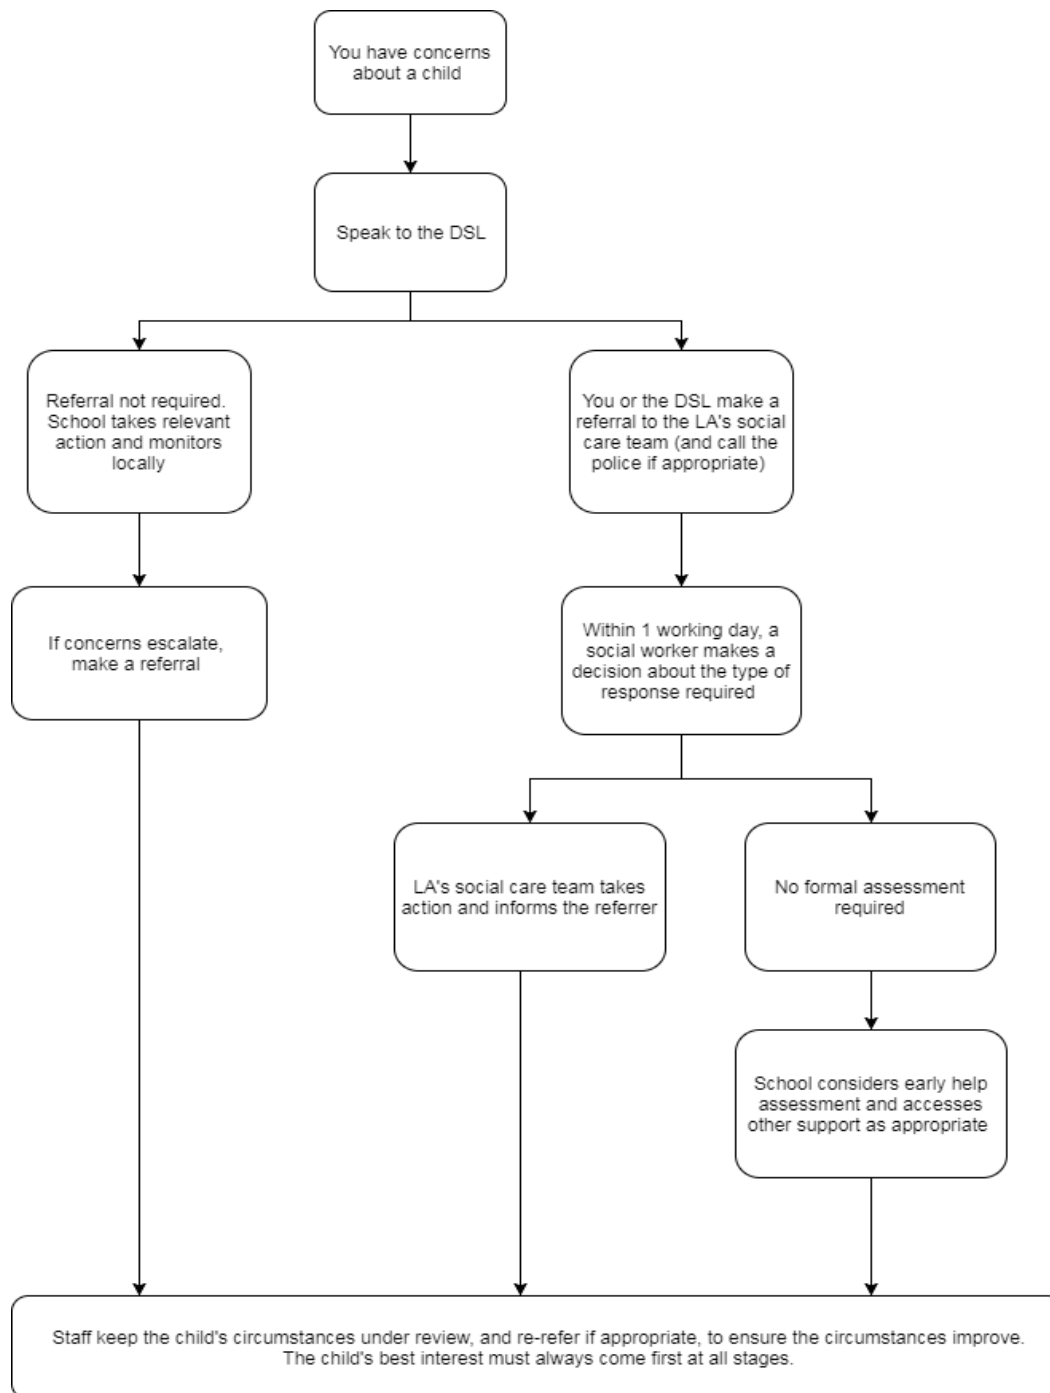 You have concerns
about a child
Speak to the DSL
Referral not required.
School takes relevant
action and monitors
locally
You or the DSL make a
referral to the LA's social
care team (and call the
police if appropriate)
If concerns escalate,
make a referral
Within 1 working day, a
social worker makes a
decision about the type of
response required
LA's social care team takes
action and informs the referrer
No formal assessment
required
School considers early help
assessment and accesses
other support as appropriate
Staff keep the child's circumstances under review, and re-refer if appropriate, to ensure the circumstances improve.
The child's best interest must always come first at all stages.